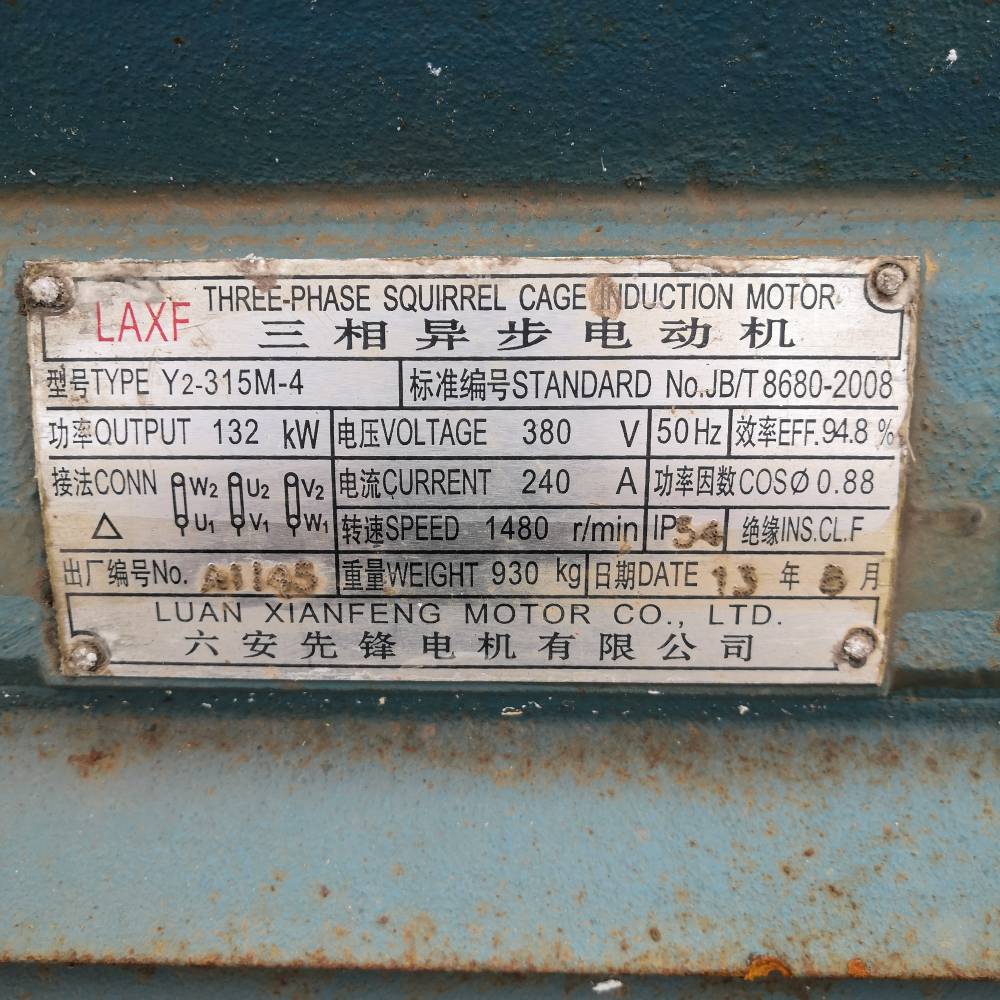 LAXF THREE-PHASE SQUIRREL CAGE INDUCTION MOTOR
三相异步电动机
型号TYPE Y2-315M-4 标准编号STANDARD No.JB/T 8680-2008
功率OUTPUT 132 kW 电压VOLTAGE 380 V 50Hz 效率EFF.94.8 %
接法CONN W2 U2 V2 电流CURRENT 240 A 功率因数COSØ 0.88
△ U1 V1 W1 转速SPEED 1480 r/min IP54 绝缘INS.CL.F
出厂编号No. 重量WEIGHT 930 kg 日期DATE 13 年 月
LUAN XIANFENG MOTOR CO., LTD.
六安先锋电机有限公司